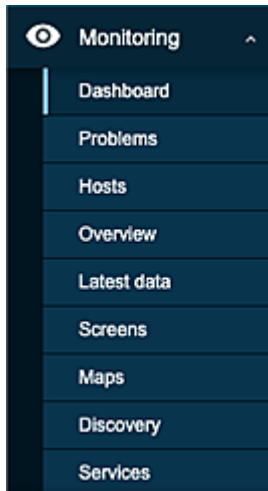 Monitoring
Dashboard
Problems
Hosts
Overview
Latest data
Screens
Maps
Discovery
Services